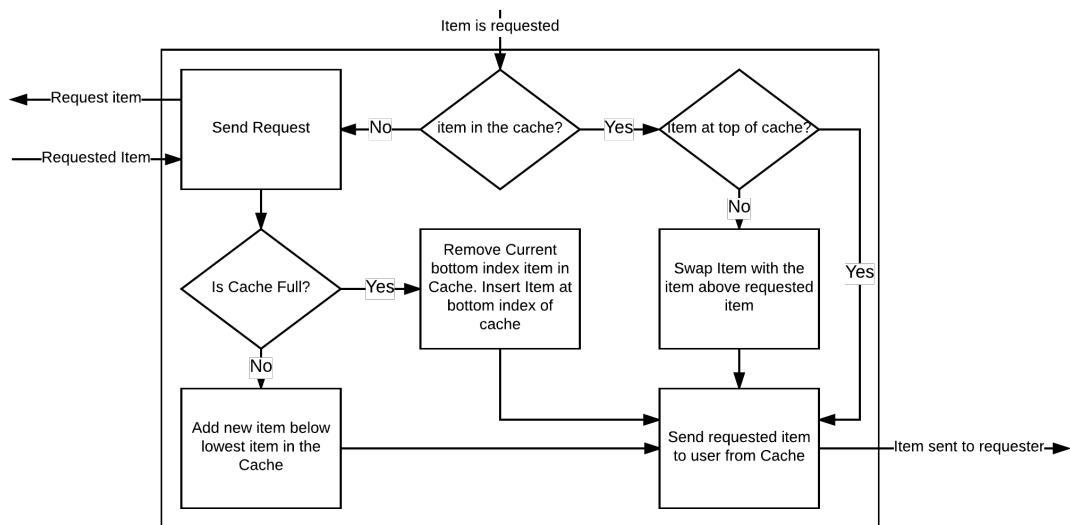 Item is requested
Request item
Send Request
No
item in the cache?
Yes
Item at top of cache?
Requested Item
No
Is Cache Full?
Yes
Remove Current
bottom index item in
Cache. Insert Item at
bottom index of
cache
Swap Item with the
item above requested
item
Yes
No
Add new item below
lowest item in the
Cache
Send requested item
to user from Cache
Item sent to requester